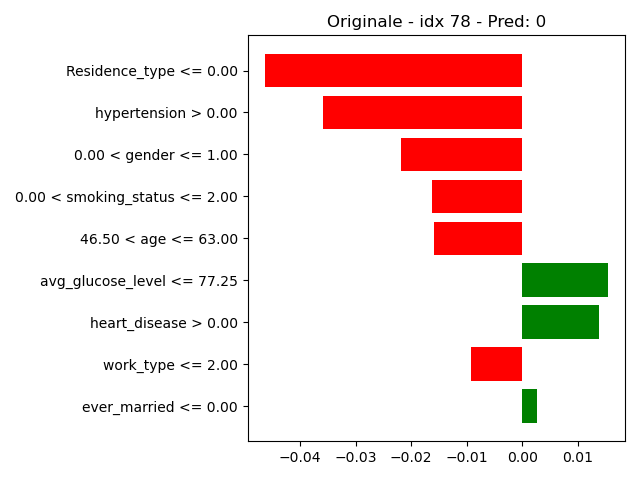 Originale - idx 78 - Pred: 0
Residence_type <= 0.00
hypertension > 0.00
0.00 < gender <= 1.00
0.00 < smoking_status <= 2.00
46.50 < age <= 63.00
avg_glucose_level <= 77.25
heart_disease > 0.00
work_type <= 2.00
ever_married <= 0.00
−0.04 −0.03 −0.02 −0.01 0.00 0.01